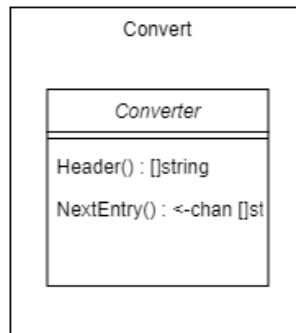 Convert
Converter
Header() : []string
NextEntry() : <-chan []st